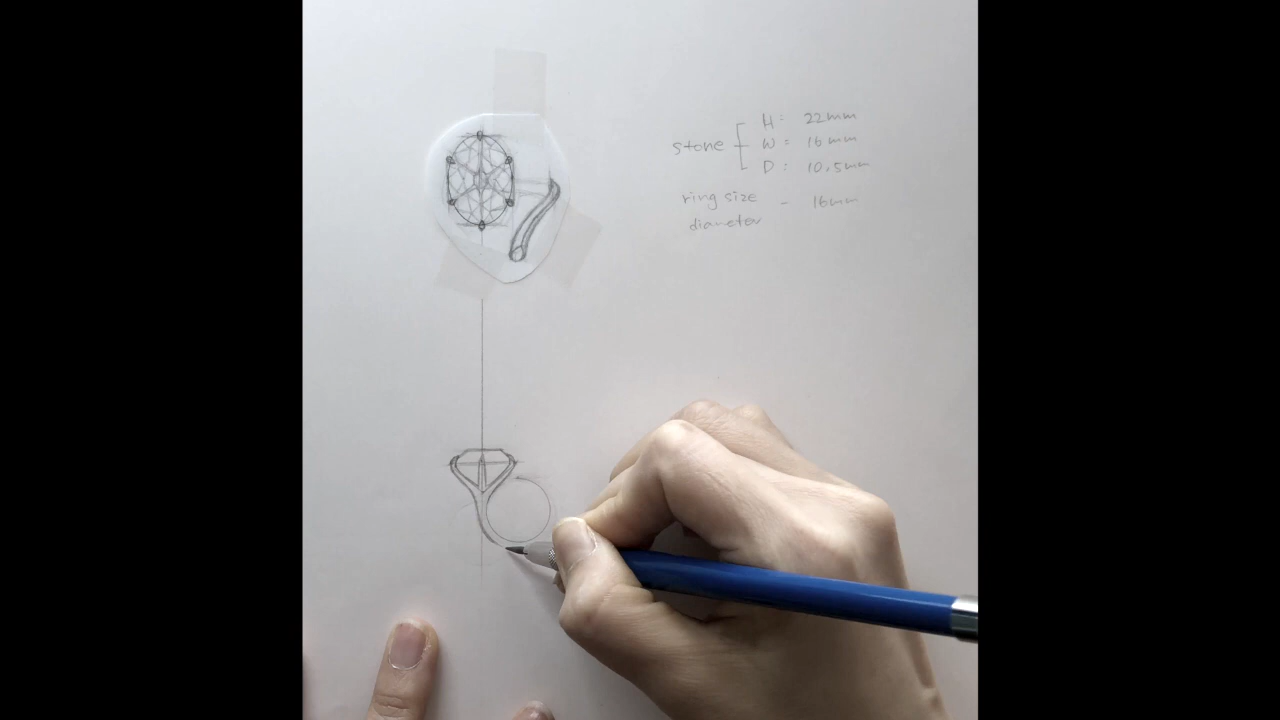 H : 22mm
stone W = 16mm
D : 10,5mm
ring size - 16mm
diameter